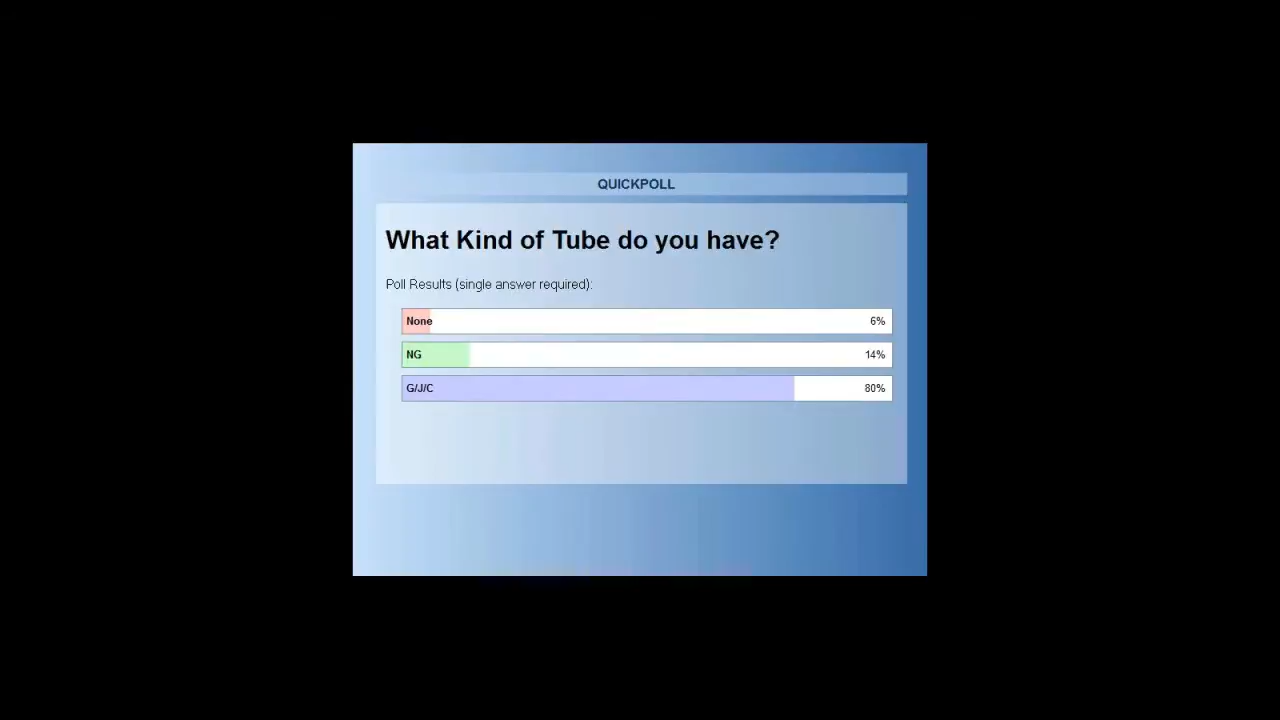 QUICKPOLL
What Kind of Tube do you have?
Poll Results (single answer required):
None 6%
NG 14%
G/J/C 80%